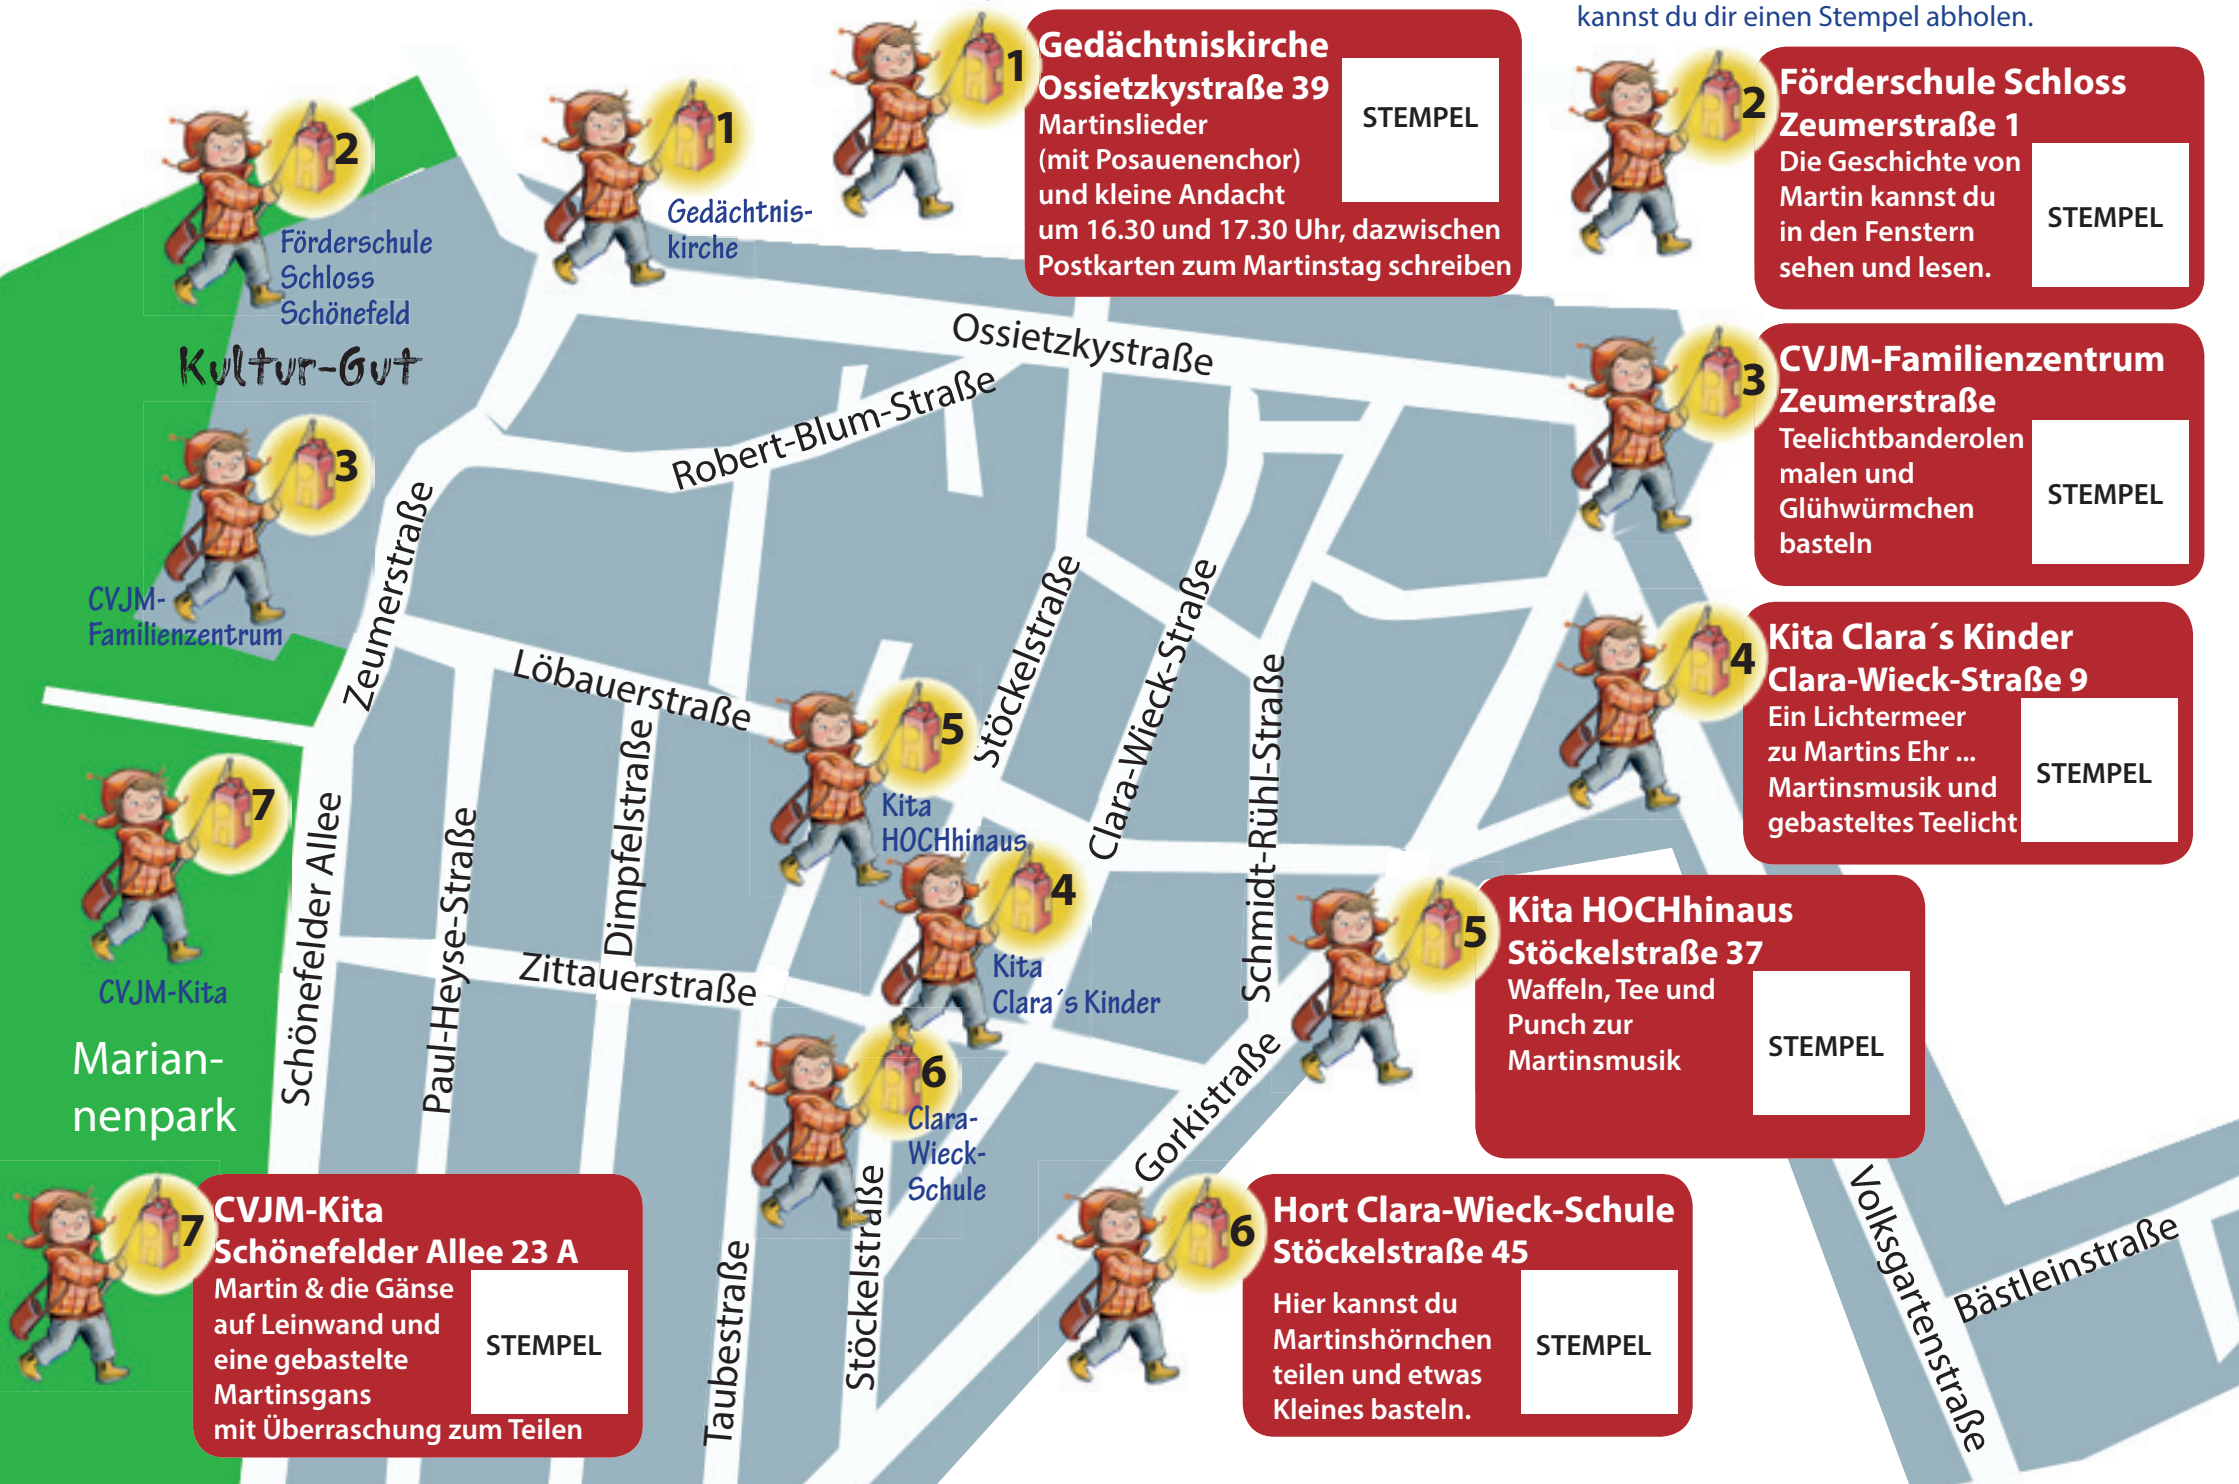 kannst du dir einen Stempel abholen.
1
Gedächtniskirche
Ossietzkystraße 39
Martinslieder
(mit Posauenenchor)
und kleine Andacht
um 16.30 und 17.30 Uhr, dazwischen
Postkarten zum Martinstag schreiben
STEMPEL
2
Förderschule Schloss
Zeumerstraße 1
Die Geschichte von
Martin kannst du
in den Fenstern
sehen und lesen.
STEMPEL
2
Förderschule
Schloss
Schönefeld
1
Gedächtnis-
kirche
Kultur-Gut
3
CVJM-
Familienzentrum
Ossietzkystraße
Robert-Blum-Straße
Zeumerstraße
3
CVJM-Familienzentrum
Zeumerstraße
Teelichtbanderolen
malen und
Glühwürmchen
basteln
STEMPEL
Löbauerstraße
Stöckelstraße
Clara-Wieck-Straße
Schmidt-Rühl-Straße
4
Kita Clara´s Kinder
Clara-Wieck-Straße 9
Ein Lichtermeer
zu Martins Ehr ...
Martinsmusik und
gebasteltes Teelicht
STEMPEL
7
CVJM-Kita
Marian-
nenpark
Schönefelder Allee
Paul-Heyse-Straße
Dimpfelstraße
Zittauerstraße
5
Kita
HOCHhinaus
4
Kita
Clara´s Kinder
6
Clara-
Wieck-
Schule
5
Kita HOCHhinaus
Stöckelstraße 37
Waffeln, Tee und
Punch zur
Martinsmusik
STEMPEL
Gorkistraße
Taubestraße
Stöckelstraße
7
CVJM-Kita
Schönefelder Allee 23 A
Martin & die Gänse
auf Leinwand und
eine gebastelte
Martinsgans
mit Überraschung zum Teilen
STEMPEL
6
Hort Clara-Wieck-Schule
Stöckelstraße 45
Hier kannst du
Martinshörnchen
teilen und etwas
Kleines basteln.
STEMPEL
Volksgartenstraße
Bästleinstraße